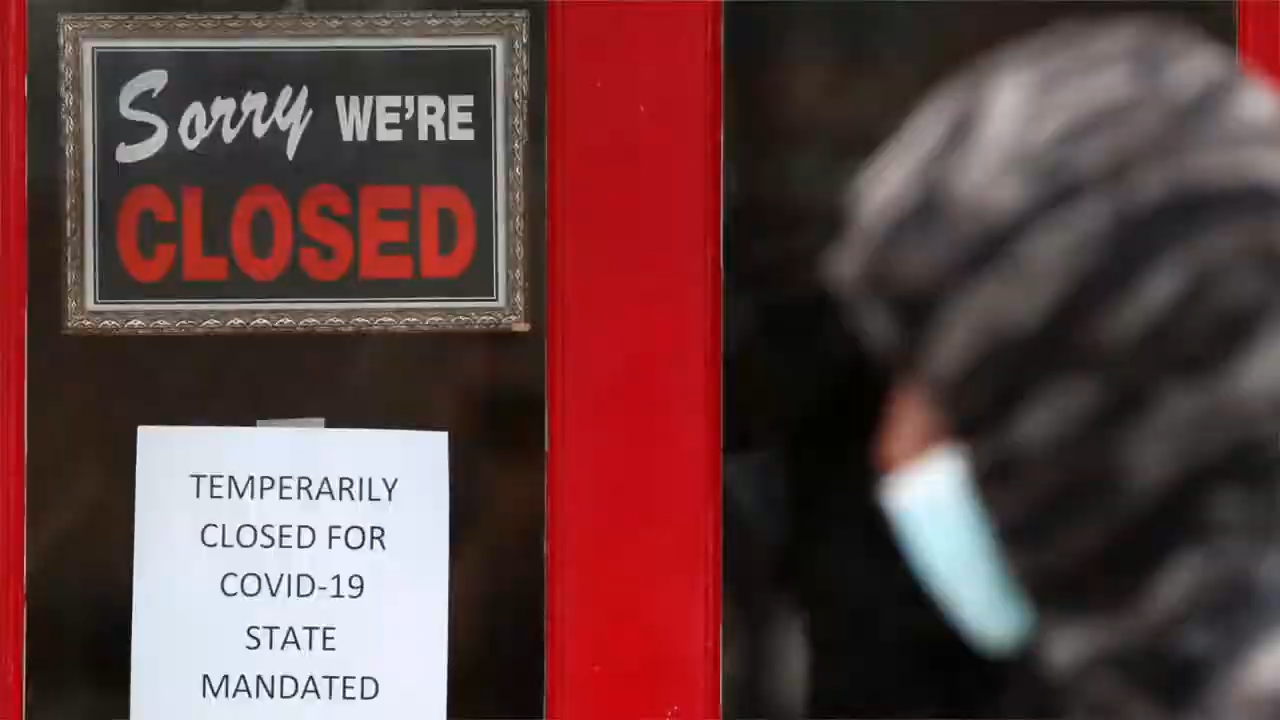 Sorry WE'RE
CLOSED
TEMPERARILY
CLOSED FOR
COVID-19
STATE
MANDATED